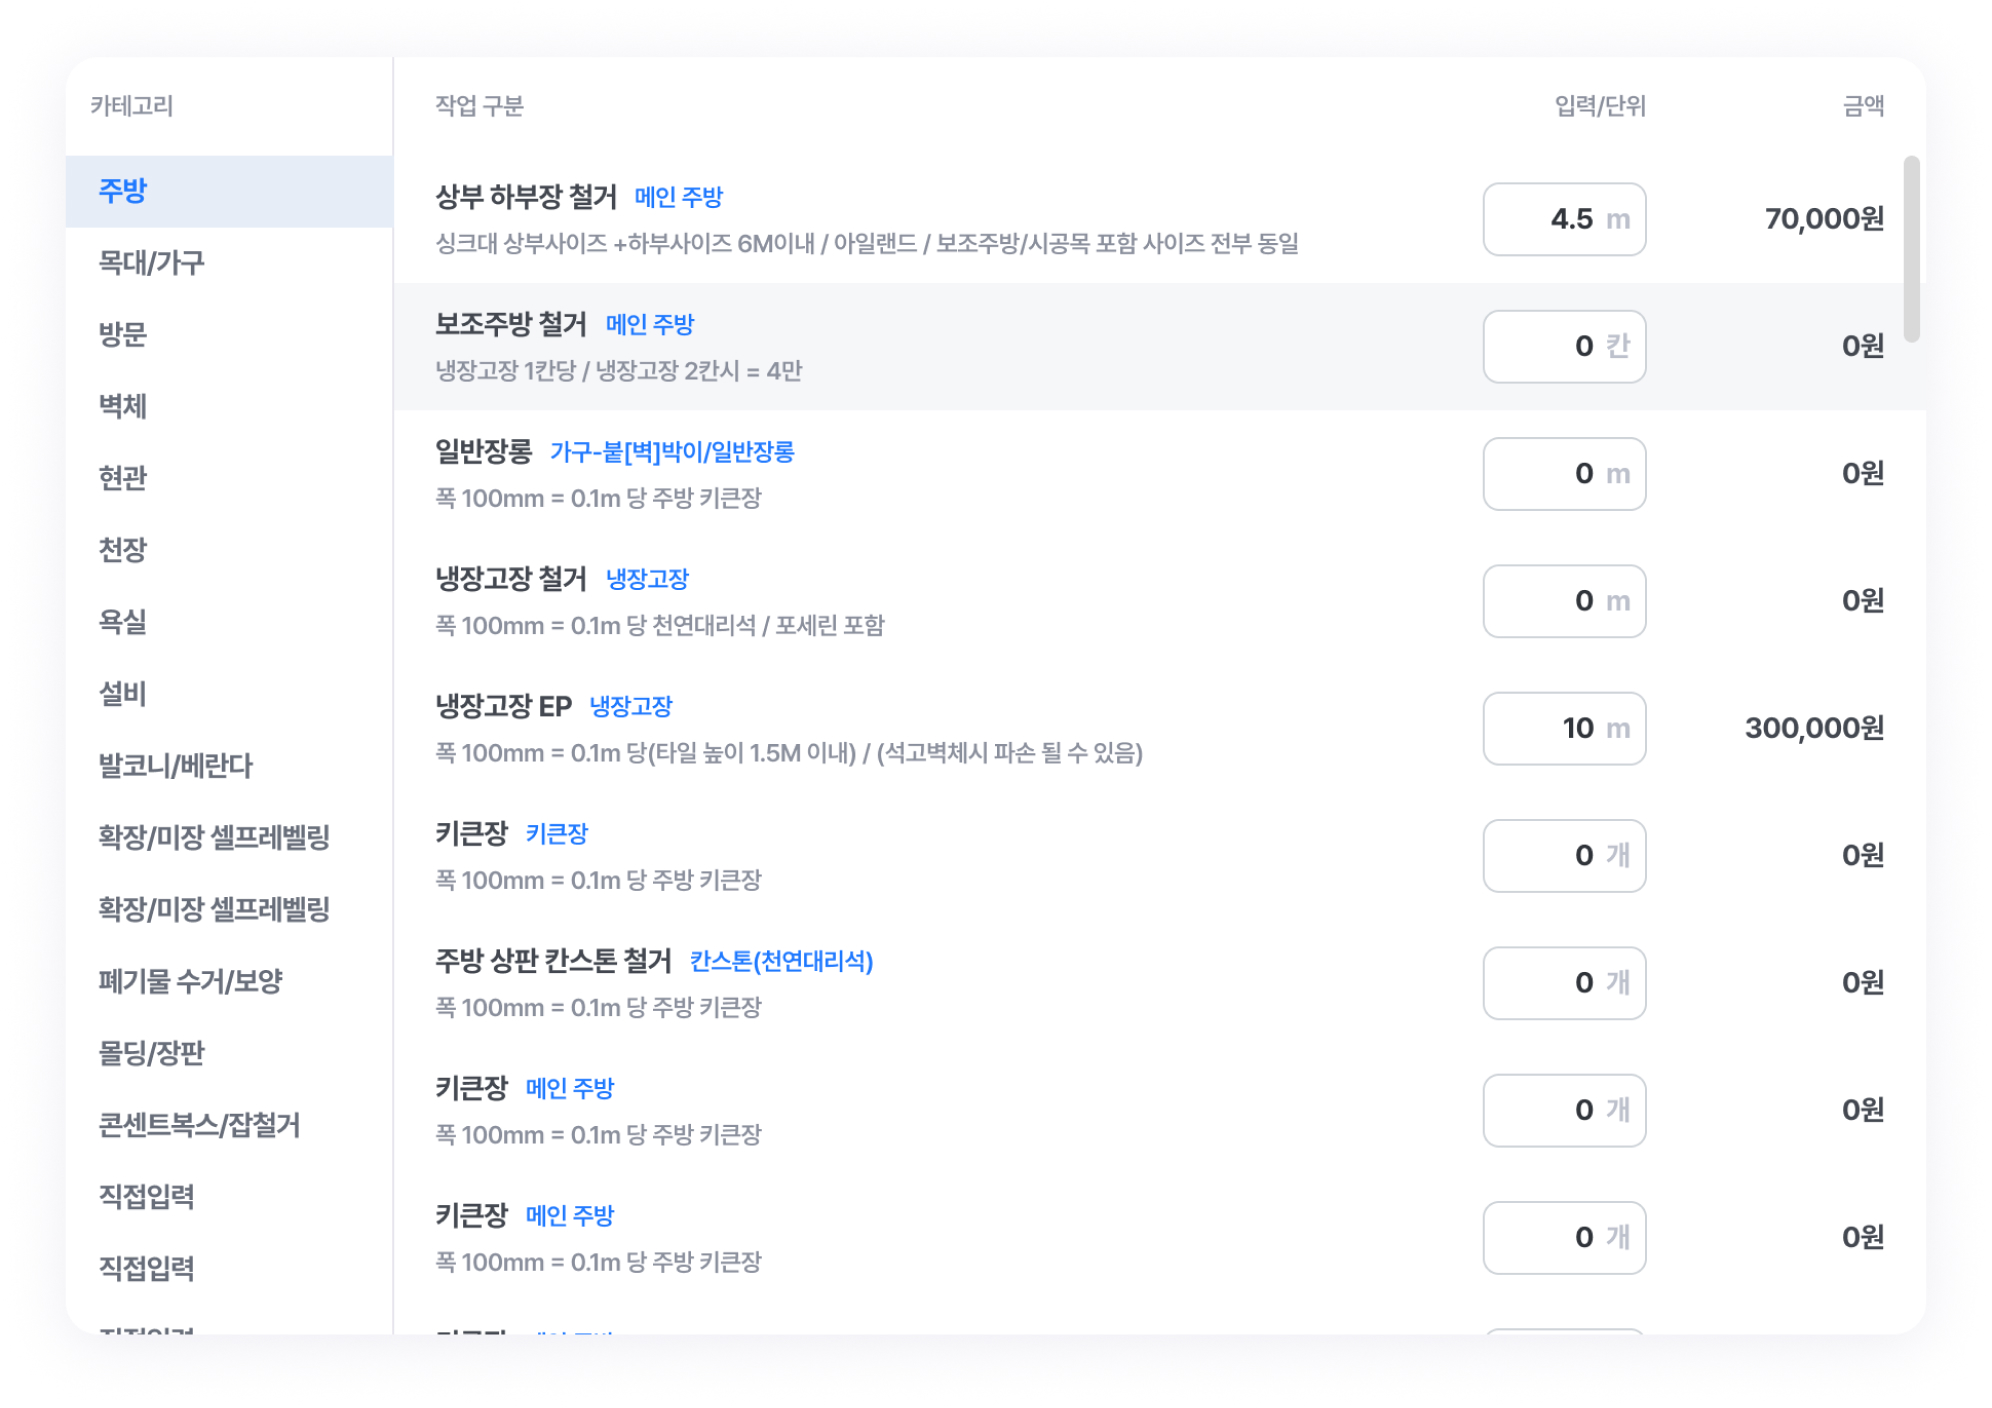 카테고리
작업 구분 입력/단위 금액
주방
목대/가구
방문
벽체
현관
천장
욕실
설비
발코니/베란다
확장/미장 셀프레벨링
확장/미장 셀프레벨링
폐기물 수거/보양
몰딩/장판
콘센트복스/잡철거
직접입력
직접입력
상부 하부장 철거 메인 주방
싱크대 상부사이즈 +하부사이즈 6M이내 / 아일랜드 / 보조주방/시공목 포함 사이즈 전부 동일
4.5 m 70,000원
보조주방 철거 메인 주방
냉장고장 1칸당 / 냉장고장 2칸시 = 4만
0 칸 0원
일반장롱 가구-붙[벽]박이/일반장롱
폭 100mm = 0.1m 당 주방 키큰장
0 m 0원
냉장고장 철거 냉장고장
폭 100mm = 0.1m 당 천연대리석 / 포세린 포함
0 m 0원
냉장고장 EP 냉장고장
폭 100mm = 0.1m 당(타일 높이 1.5M 이내) / (석고벽체시 파손 될 수 있음)
10 m 300,000원
키큰장 키큰장
폭 100mm = 0.1m 당 주방 키큰장
0 개 0원
주방 상판 칸스톤 철거 칸스톤(천연대리석)
폭 100mm = 0.1m 당 주방 키큰장
0 개 0원
키큰장 메인 주방
폭 100mm = 0.1m 당 주방 키큰장
0 개 0원
키큰장 메인 주방
폭 100mm = 0.1m 당 주방 키큰장
0 개 0원